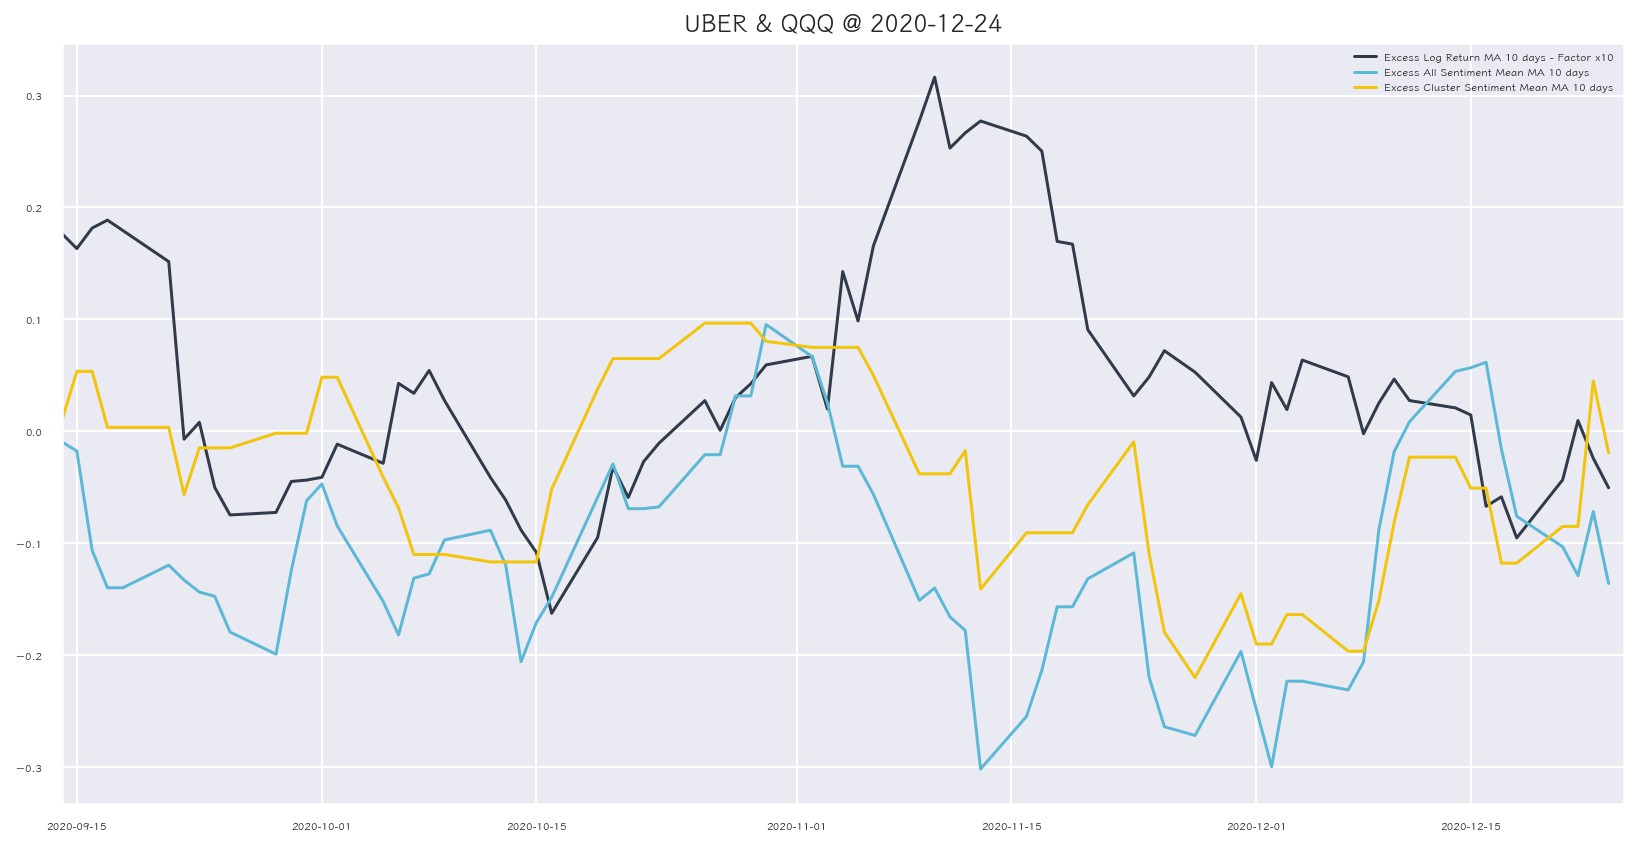 UBER & QQQ @ 2020-12-24
Excess Log Return MA 10 days - Factor x10
Excess All Sentiment Mean MA 10 days
Excess Cluster Sentiment Mean MA 10 days
0.3
0.2
0.1
0.0
−0.1
−0.2
−0.3
2020-09-15 2020-10-01 2020-10-15 2020-11-01 2020-11-15 2020-12-01 2020-12-15